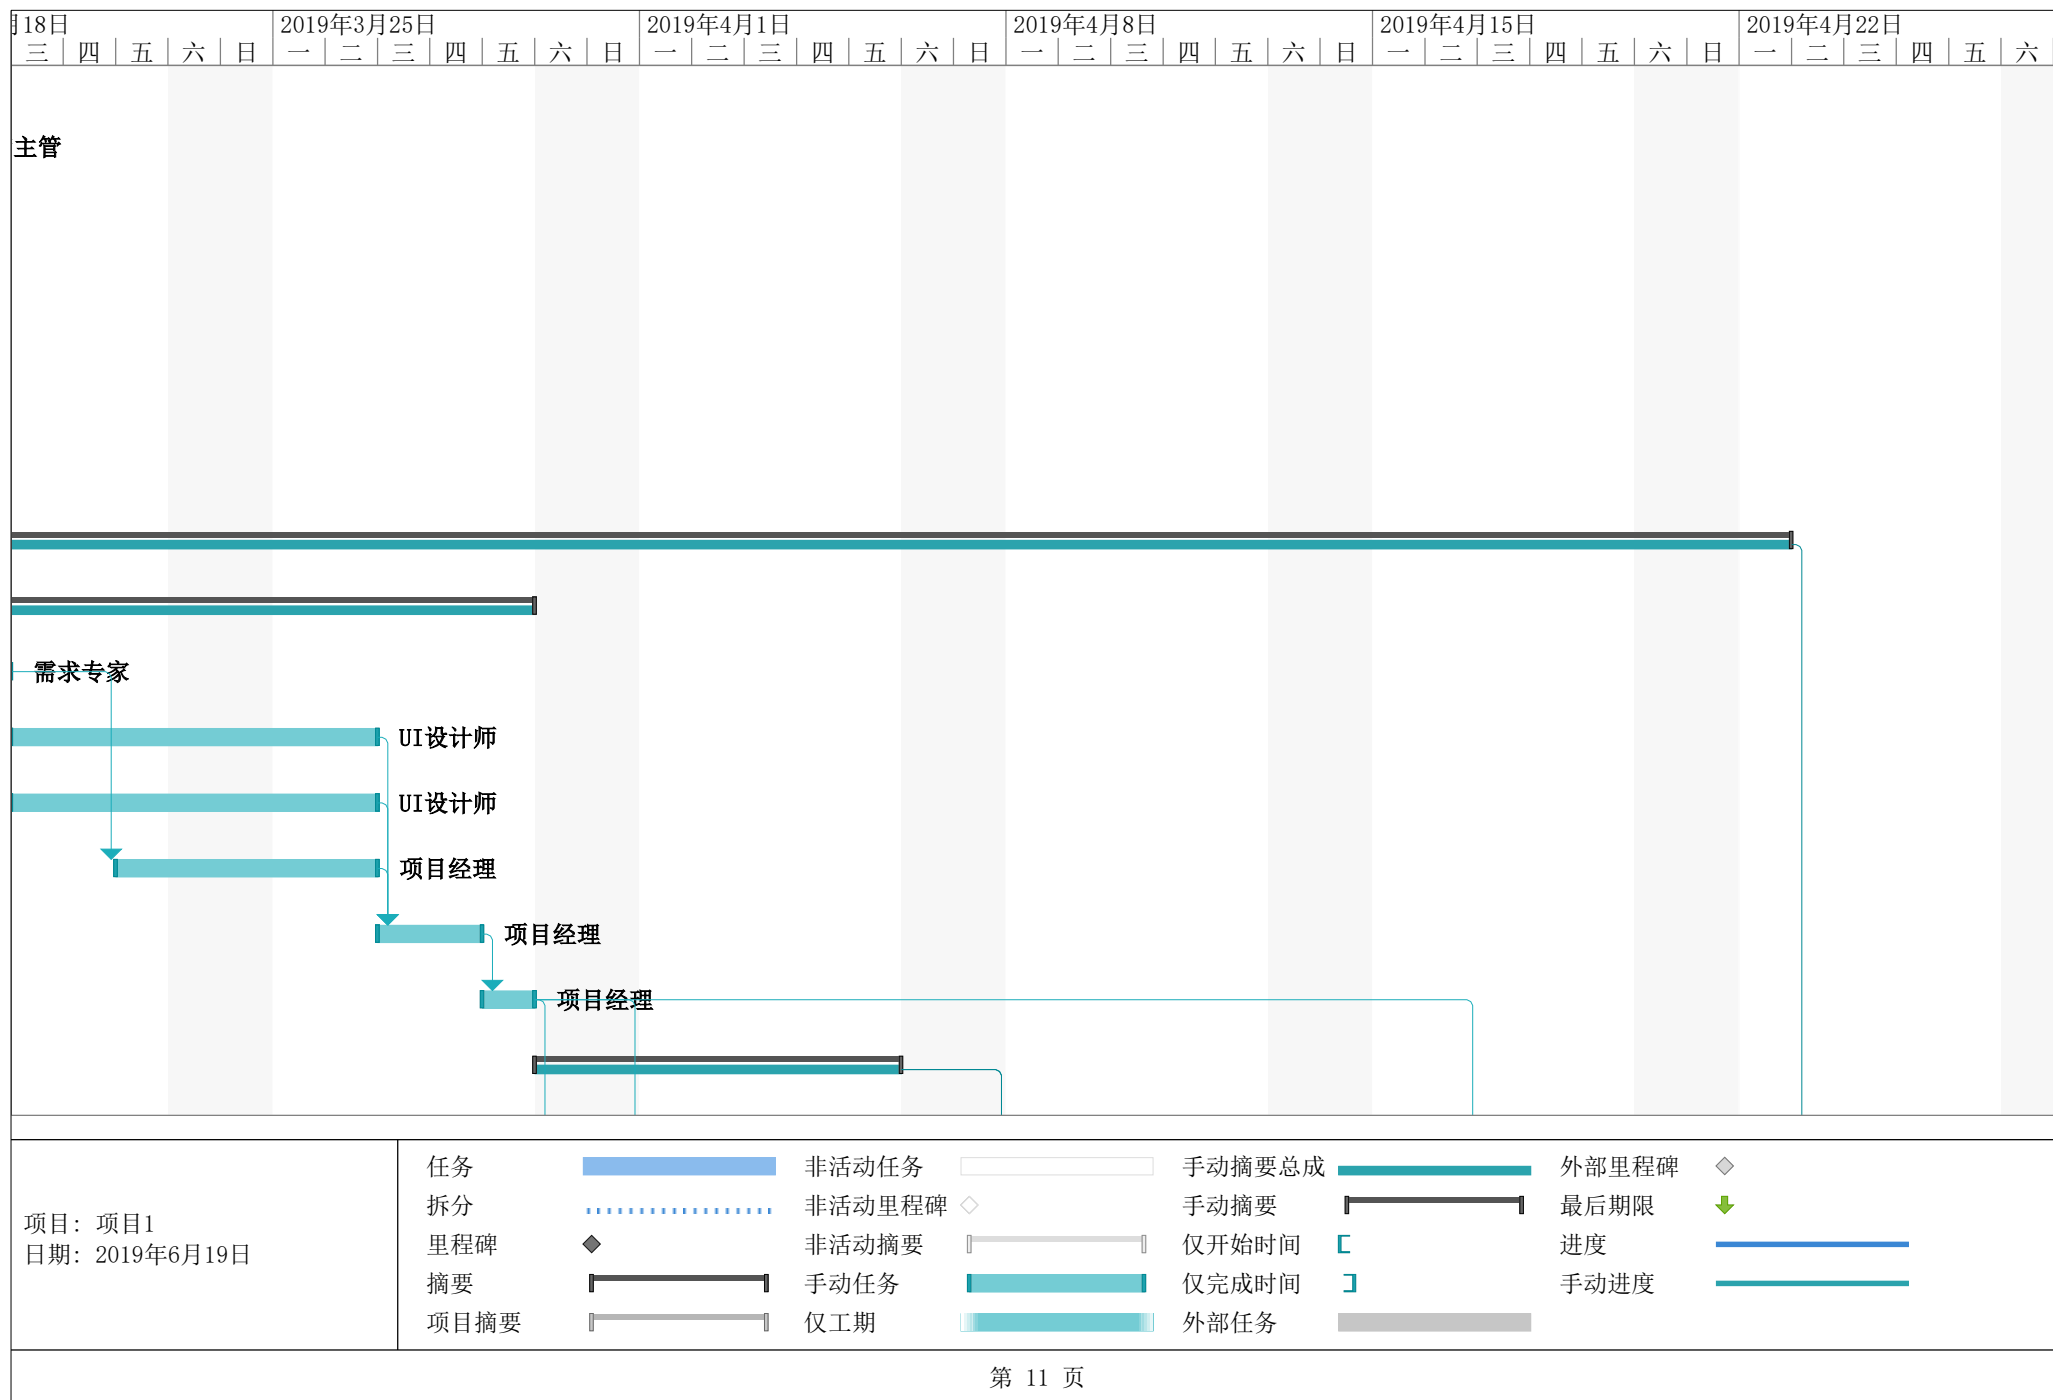 月18日 2019年3月25日 2019年4月1日 2019年4月8日 2019年4月15日 2019年4月22日
三 四 五 六 日 一 二 三 四 五 六 日 一 二 三 四 五 六 日 一 二 三 四 五 六 日 一 二 三 四 五 六 日 一 二 三 四 五 六
主管
需求专家
UI设计师
UI设计师
项目经理
项目经理
项目经理
项目: 项目1
日期: 2019年6月19日
任务 非活动任务 手动摘要总成 外部里程碑
拆分 非活动里程碑 手动摘要 最后期限
里程碑 非活动摘要 仅开始时间 进度
摘要 手动任务 仅完成时间 手动进度
项目摘要 仅工期 外部任务
第 11 页